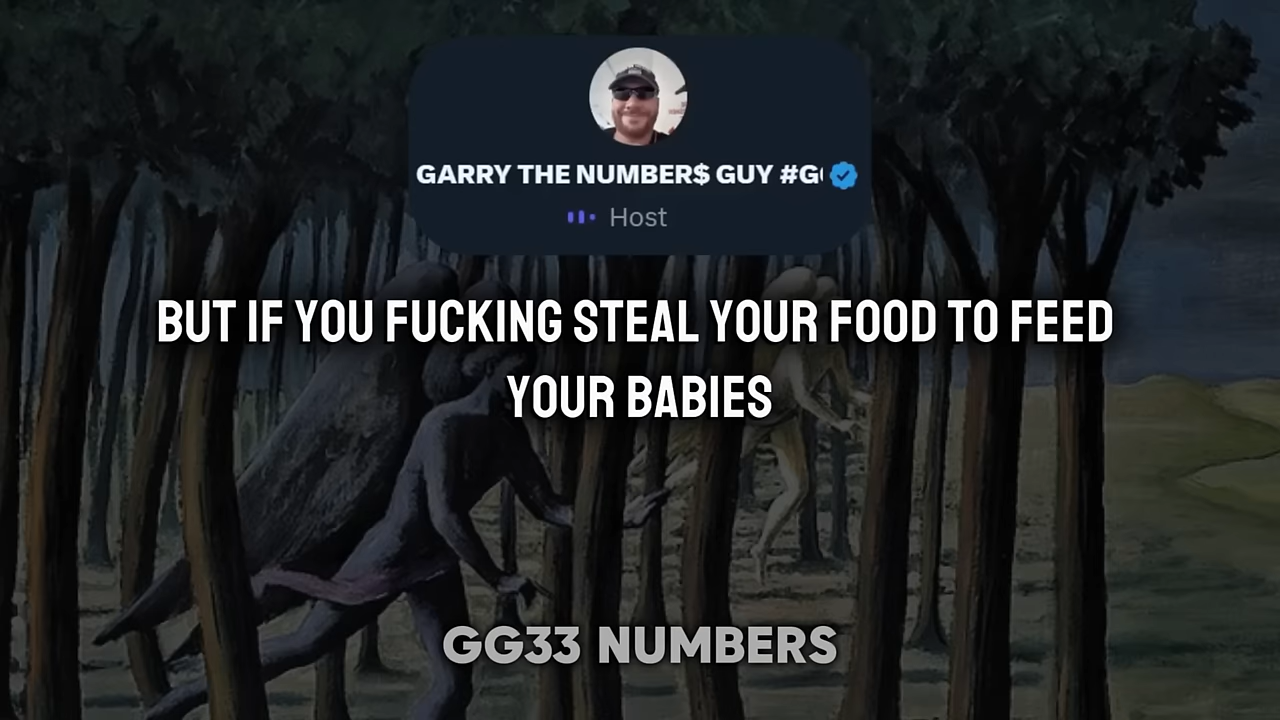 GARRY THE NUMBER$ GUY #G
Host
BUT IF YOU FUCKING STEAL YOUR FOOD TO FEED
YOUR BABIES
GG33 NUMBERS